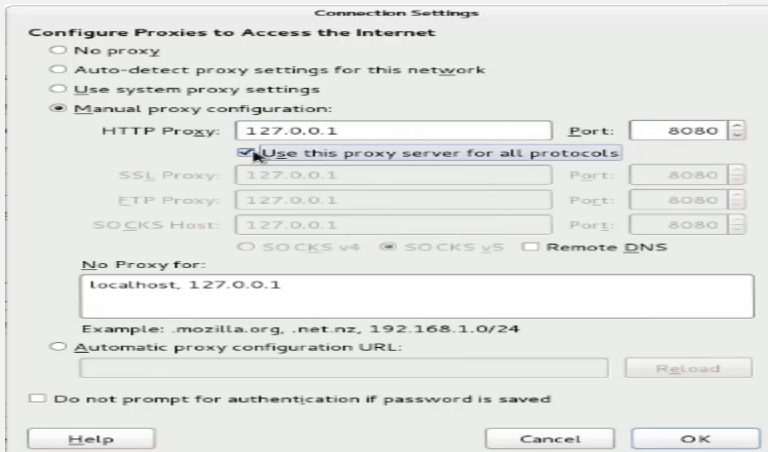 Connection Settings
Configure Proxies to Access the Internet
No proxy
Auto-detect proxy settings for this network
Use system proxy settings
Manual proxy configuration:
HTTP Proxy: 127.0.0.1 Port: 8080
Use this proxy server for all protocols
SSL Proxy: 127.0.0.1 Port: 8080
FTP Proxy: 127.0.0.1 Port: 8080
SOCKS Host: 127.0.0.1 Port: 8080
SOCKS v4 SOCKS v5 Remote DNS
No Proxy for:
localhost, 127.0.0.1
Example: .mozilla.org, .net.nz, 192.168.1.0/24
Automatic proxy configuration URL:
Reload
Do not prompt for authentication if password is saved
Help Cancel OK